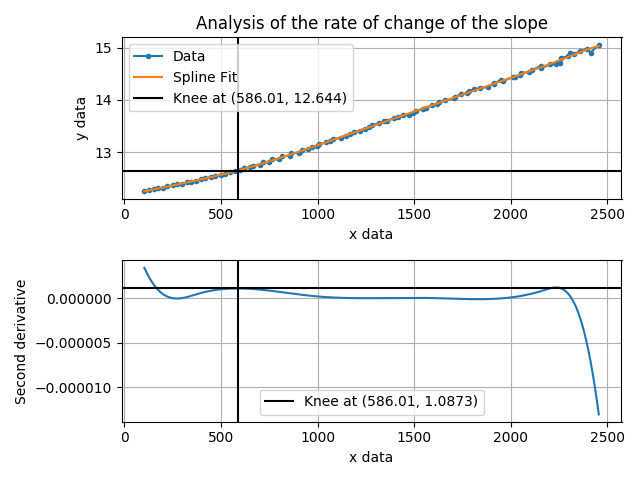 Analysis of the rate of change of the slope
y data
15
14
13
Data
Spline Fit
Knee at (586.01, 12.644)
0 500 1000 1500 2000 2500
x data
Second derivative
0.000000
−0.000005
−0.000010
Knee at (586.01, 1.0873)
0 500 1000 1500 2000 2500
x data